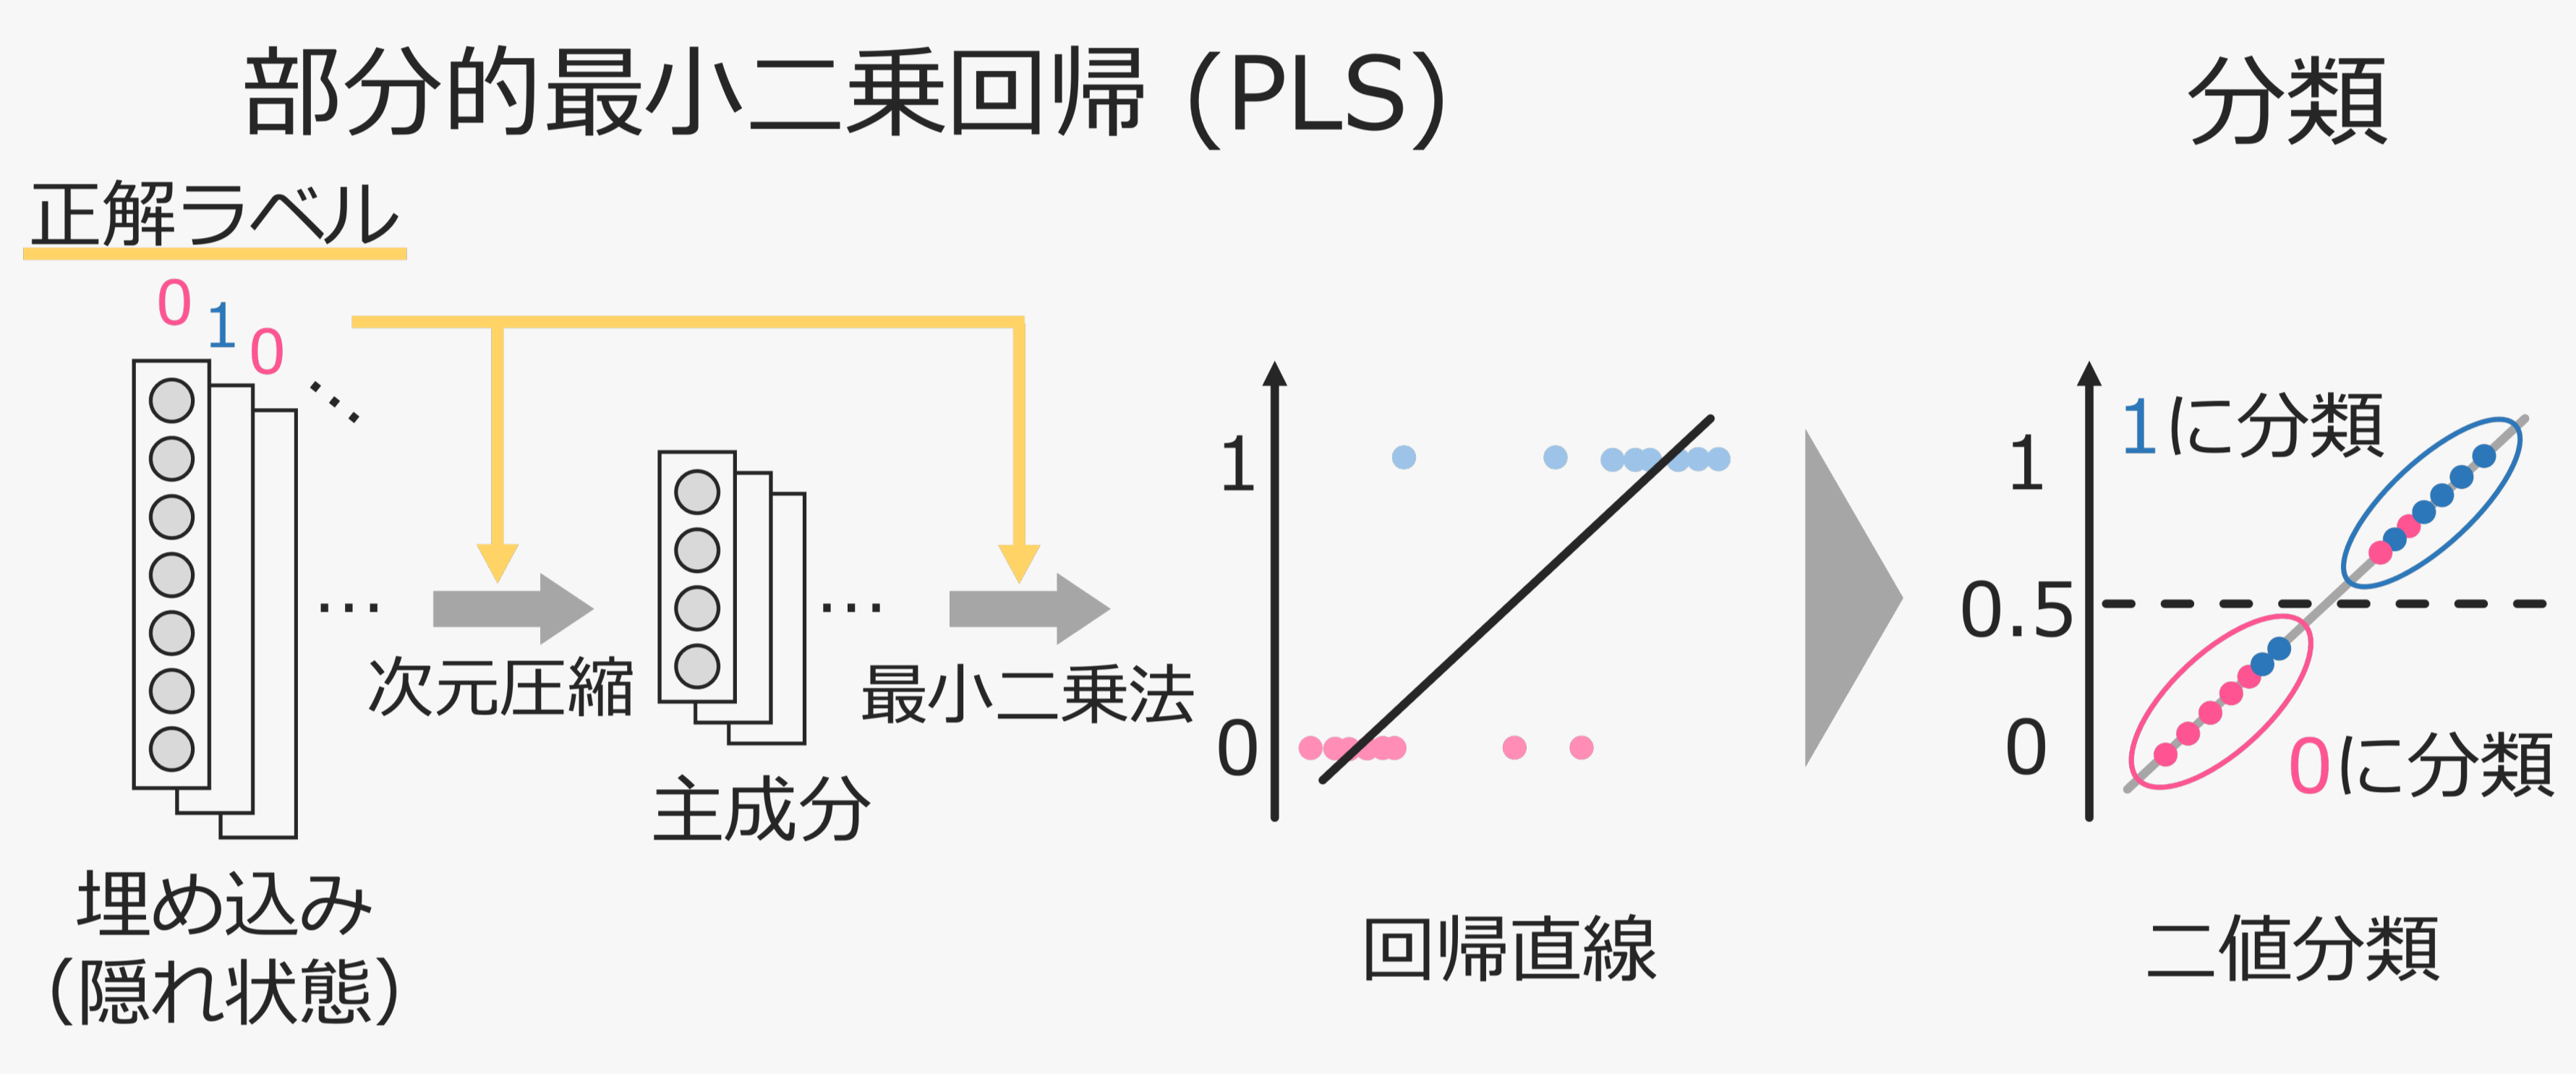 部分的最小二乗回帰 (PLS)
分類
正解ラベル
0
1
0
...
...
次元圧縮
...
最小二乗法
主成分
埋め込み
(隠れ状態)
1
0
回帰直線
1
0.5
0
1に分類
0に分類
二値分類